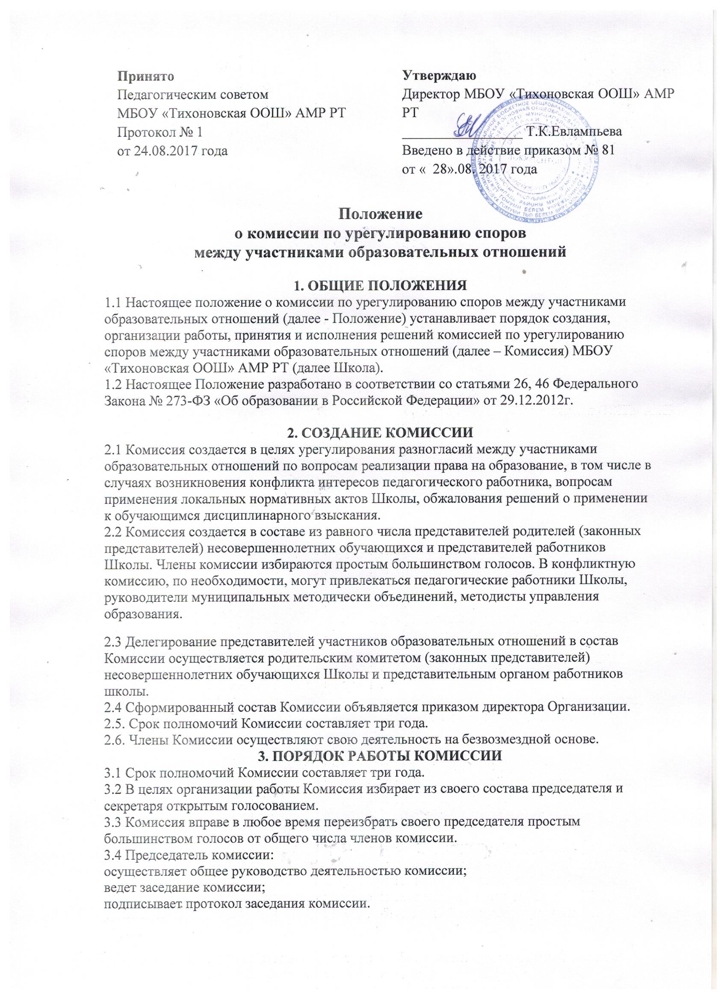 Принято
Педагогическим советом
МБОУ «Тихоновская ООШ» АМР РТ
Протокол № 1
от 24.08.2017 года
Утверждаю
Директор МБОУ «Тихоновская ООШ» АМР
РТ
_________________ Т.К.Евлампьева
Введено в действие приказом № 81
от «  28».08. 2017 года
Положение
о комиссии по урегулированию споров
между участниками образовательных отношений
1. ОБЩИЕ ПОЛОЖЕНИЯ
1.1 Настоящее положение о комиссии по урегулированию споров между участниками
образовательных отношений (далее - Положение) устанавливает порядок создания,
организации работы, принятия и исполнения решений комиссией по урегулированию
споров между участниками образовательных отношений (далее – Комиссия) МБОУ
«Тихоновская ООШ» АМР РТ (далее Школа).
1.2 Настоящее Положение разработано в соответствии со статьями 26, 46 Федерального
Закона № 273-ФЗ «Об образовании в Российской Федерации» от 29.12.2012г.
2. СОЗДАНИЕ КОМИССИИ
2.1 Комиссия создается в целях урегулирования разногласий между участниками
образовательных отношений по вопросам реализации права на образование, в том числе в
случаях возникновения конфликта интересов педагогического работника, вопросам
применения локальных нормативных актов Школы, обжалования решений о применении
к обучающимся дисциплинарного взыскания.
2.2 Комиссия создается в составе из равного числа представителей родителей (законных
представителей) несовершеннолетних обучающихся и представителей работников
Школы. Члены комиссии избираются простым большинством голосов. В конфликтную
комиссию, по необходимости, могут привлекаться педагогические работники Школы,
руководители муниципальных методически объединений, методисты управления
образования.
2.3 Делегирование представителей участников образовательных отношений в состав
Комиссии осуществляется родительским комитетом (законных представителей)
несовершеннолетних обучающихся Школы и представительным органом работников
школы.
2.4 Сформированный состав Комиссии объявляется приказом директора Организации.
2.5. Срок полномочий Комиссии составляет три года.
2.6. Члены Комиссии осуществляют свою деятельность на безвозмездной основе.
3. ПОРЯДОК РАБОТЫ КОМИССИИ
3.1 Срок полномочий Комиссии составляет три года.
3.2 В целях организации работы Комиссия избирает из своего состава председателя и
секретаря открытым голосованием.
3.3 Комиссия вправе в любое время переизбрать своего председателя простым
большинством голосов от общего числа членов комиссии.
3.4 Председатель комиссии:
осуществляет общее руководство деятельностью комиссии;
ведет заседание комиссии;
подписывает протокол заседания комиссии.